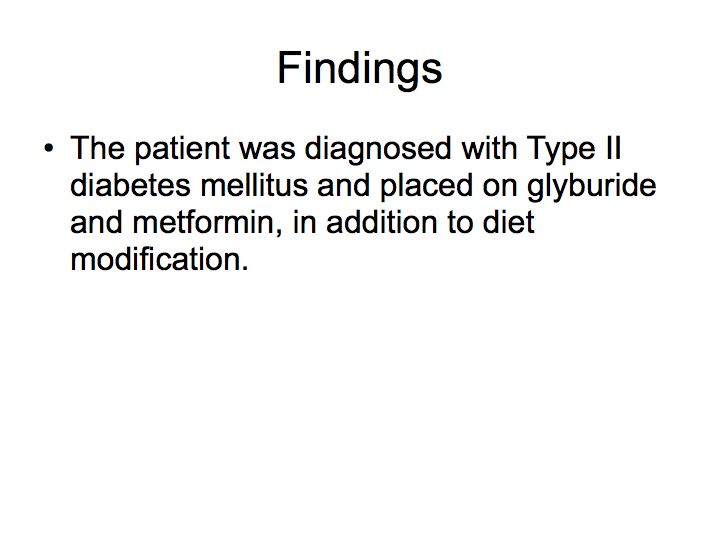 Findings
• The patient was diagnosed with Type II
diabetes mellitus and placed on glyburide
and metformin, in addition to diet
modification.